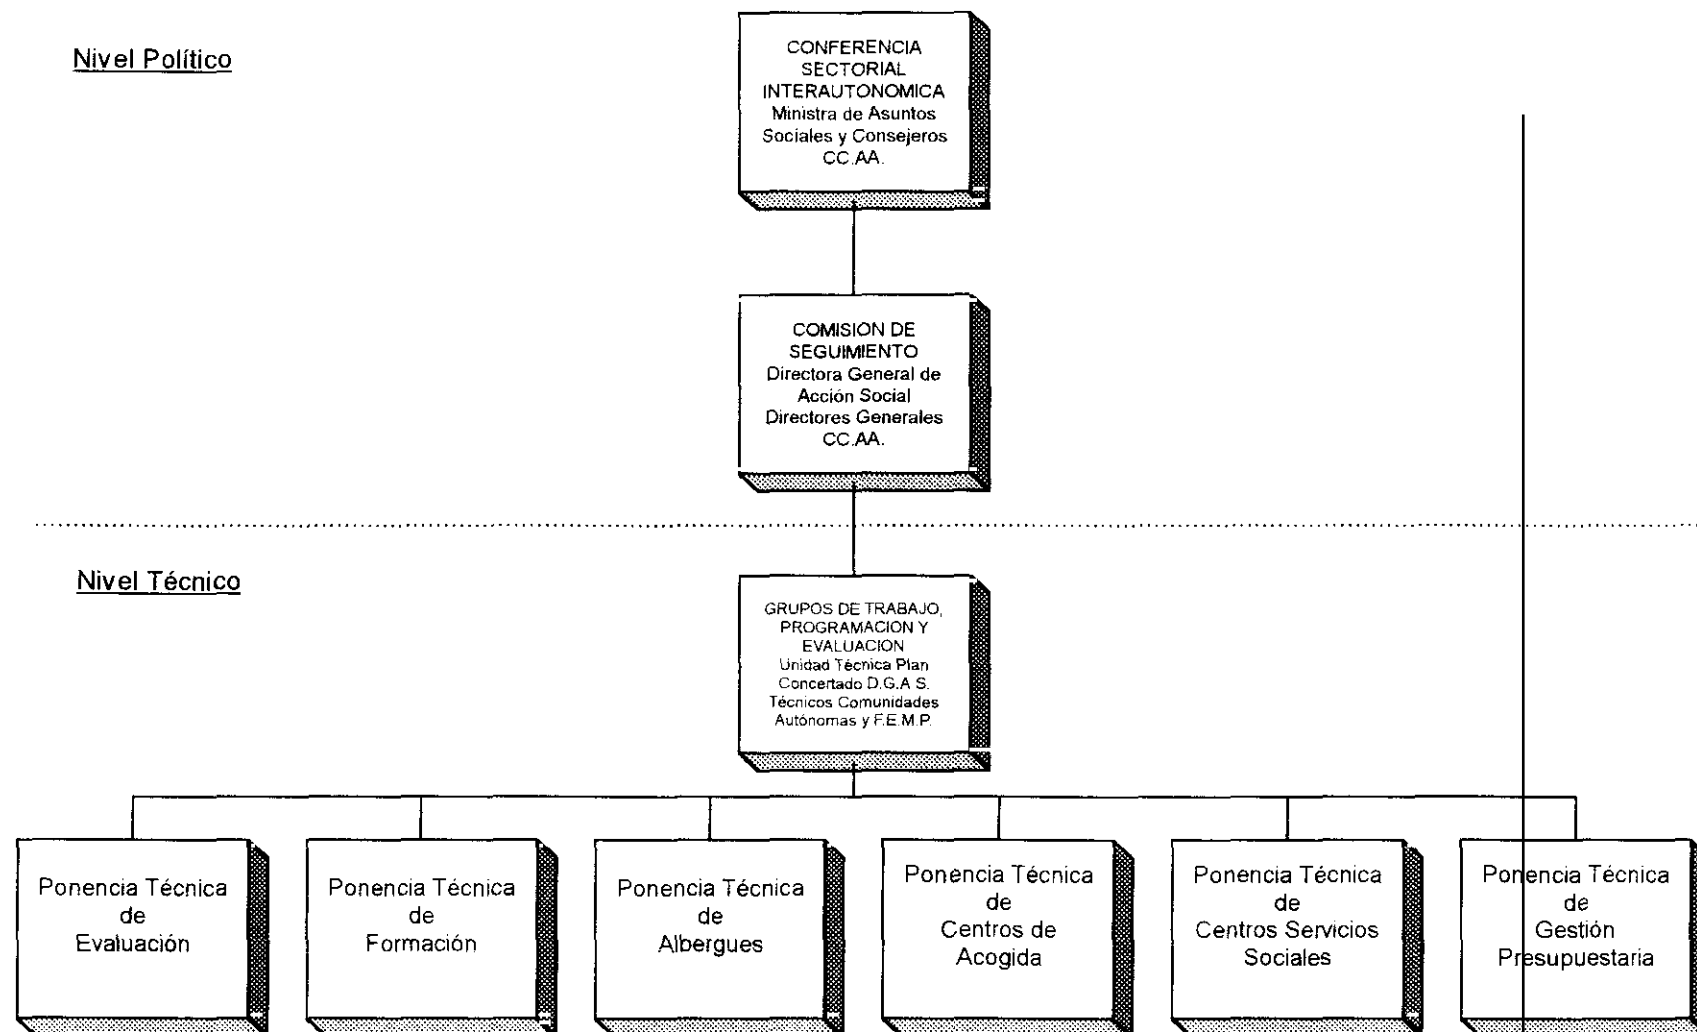 Nivel Político
CONFERENCIA
SECTORIAL
INTERAUTONOMICA
Ministra de Asuntos
Sociales y Consejeros
CC.AA.
COMISION DE
SEGUIMIENTO
Directora General de
Acción Social
Directores Generales
CC.AA.
Nivel Técnico
GRUPOS DE TRABAJO,
PROGRAMACION Y
EVALUACION
Unidad Técnica Plan
Concertado D.G.A S.
Técnicos Comunidades
Autónomas y F.E.M.P.
Ponencia Técnica
de
Evaluación
Ponencia Técnica
de
Formación
Ponencia Técnica
de
Albergues
Ponencia Técnica
de
Centros de
Acogida
Ponencia Técnica
de
Centros Servicios
Sociales
Ponencia Técnica
de
Gestión
Presupuestaria